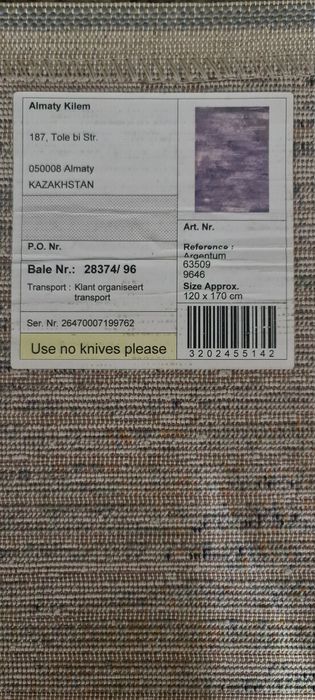 Almaty Kilem
187, Tole bi Str.
050008 Almaty
KAZAKHSTAN
P.O. Nr.
Bale Nr.: 28374/ 96
Transport : Klant organiseert
transport
Ser. Nr. 26470007199762
Use no knives please
Art. Nr.
Reference :
Argentum
63509
9646
Size Approx.
120 x 170 cm
3202455142